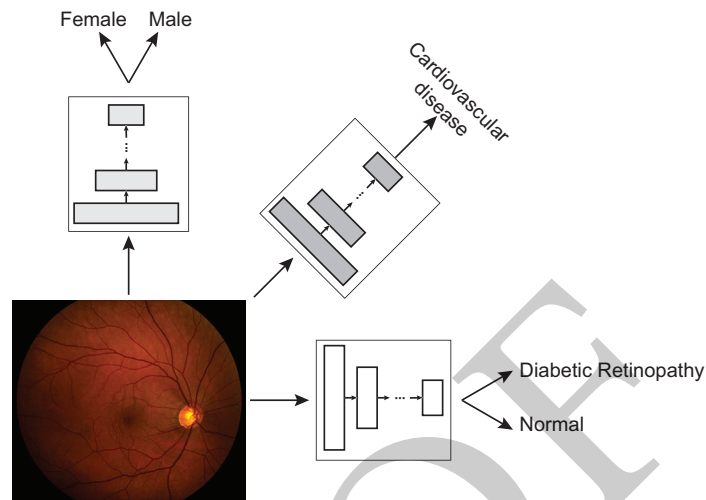 Female Male
Cardiovascular
disease
Diabetic Retinopathy
Normal